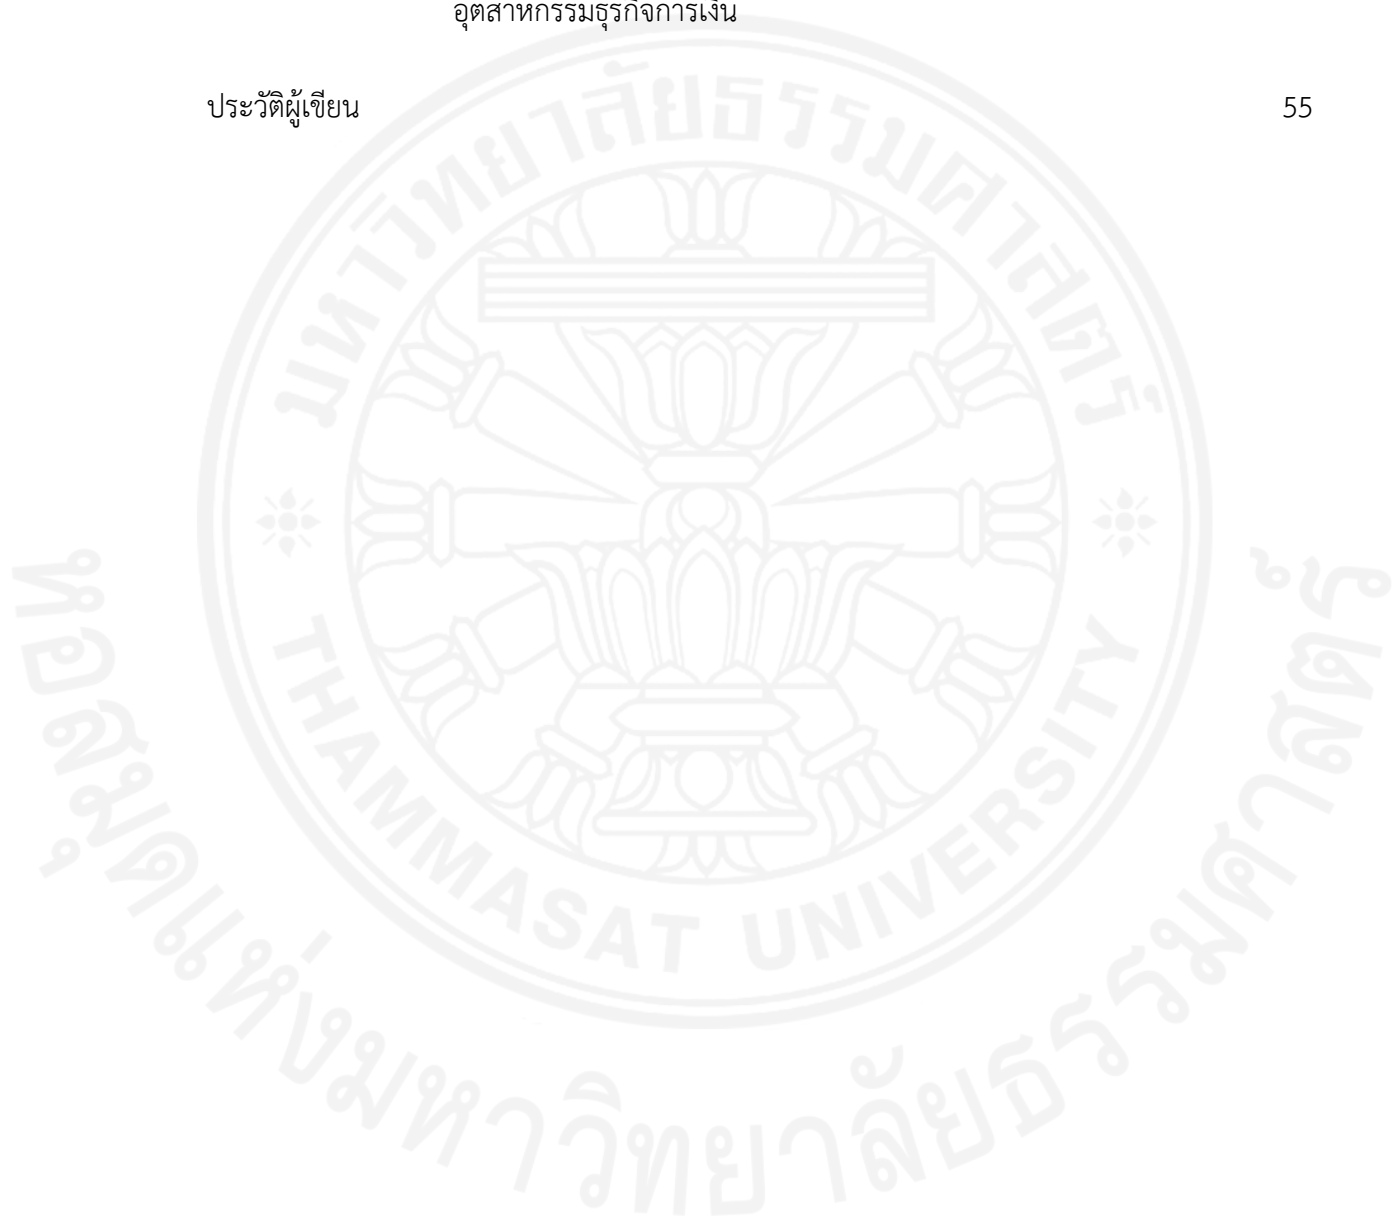 อุตสาหกรรมธุรกิจการเงิน
ประวัติผู้เขียน 55
มหาวิทยาลัยธรรมศาสตร์
THAMMASAT UNIVERSITY
หอสมุดแห่งมหาวิทยาลัยธรรมศาสตร์